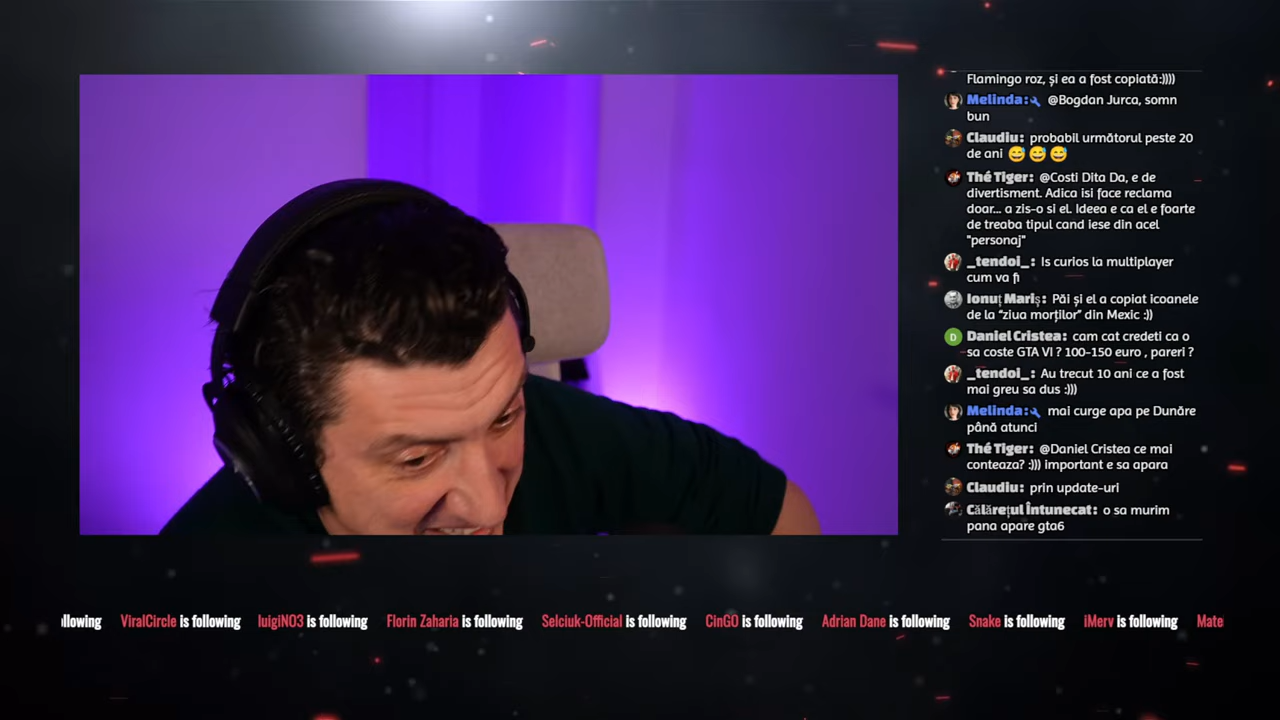 Flamingo roz, și ea a fost copiată:))))
Melinda: @Bogdan Jurca, somn
bun
Claudiu: probabil următorul peste 20
de ani 😅 😅 😅
Thé Tiger: @Costi Dita Da, e de
divertisment. Adica isi face reclama
doar... a zis-o si el. Ideea e ca el e foarte
de treaba tipul cand iese din acel
"personaj"
_tendoi_: Is curios la multiplayer
cum va fi
Ionuț Mariș: Păi și el a copiat icoanele
de la “ziua morților” din Mexic :))
D
Daniel Cristea: cam cat credeti ca o
sa coste GTA VI ? 100-150 euro , pareri ?
_tendoi_: Au trecut 10 ani ce a fost
mai greu sa dus :)))
Melinda: mai curge apa pe Dunăre
până atunci
Thé Tiger: @Daniel Cristea ce mai
conteaza? :))) important e sa apara
Claudiu: prin update-uri
Călărețul Întunecat: o sa murim
pana apare gta6
llowing ViralCircle is following luigiNO3 is following Florin Zaharia is following Selciuk-Official is following CinGO is following Adrian Dane is following Snake is following iMerv is following Mate